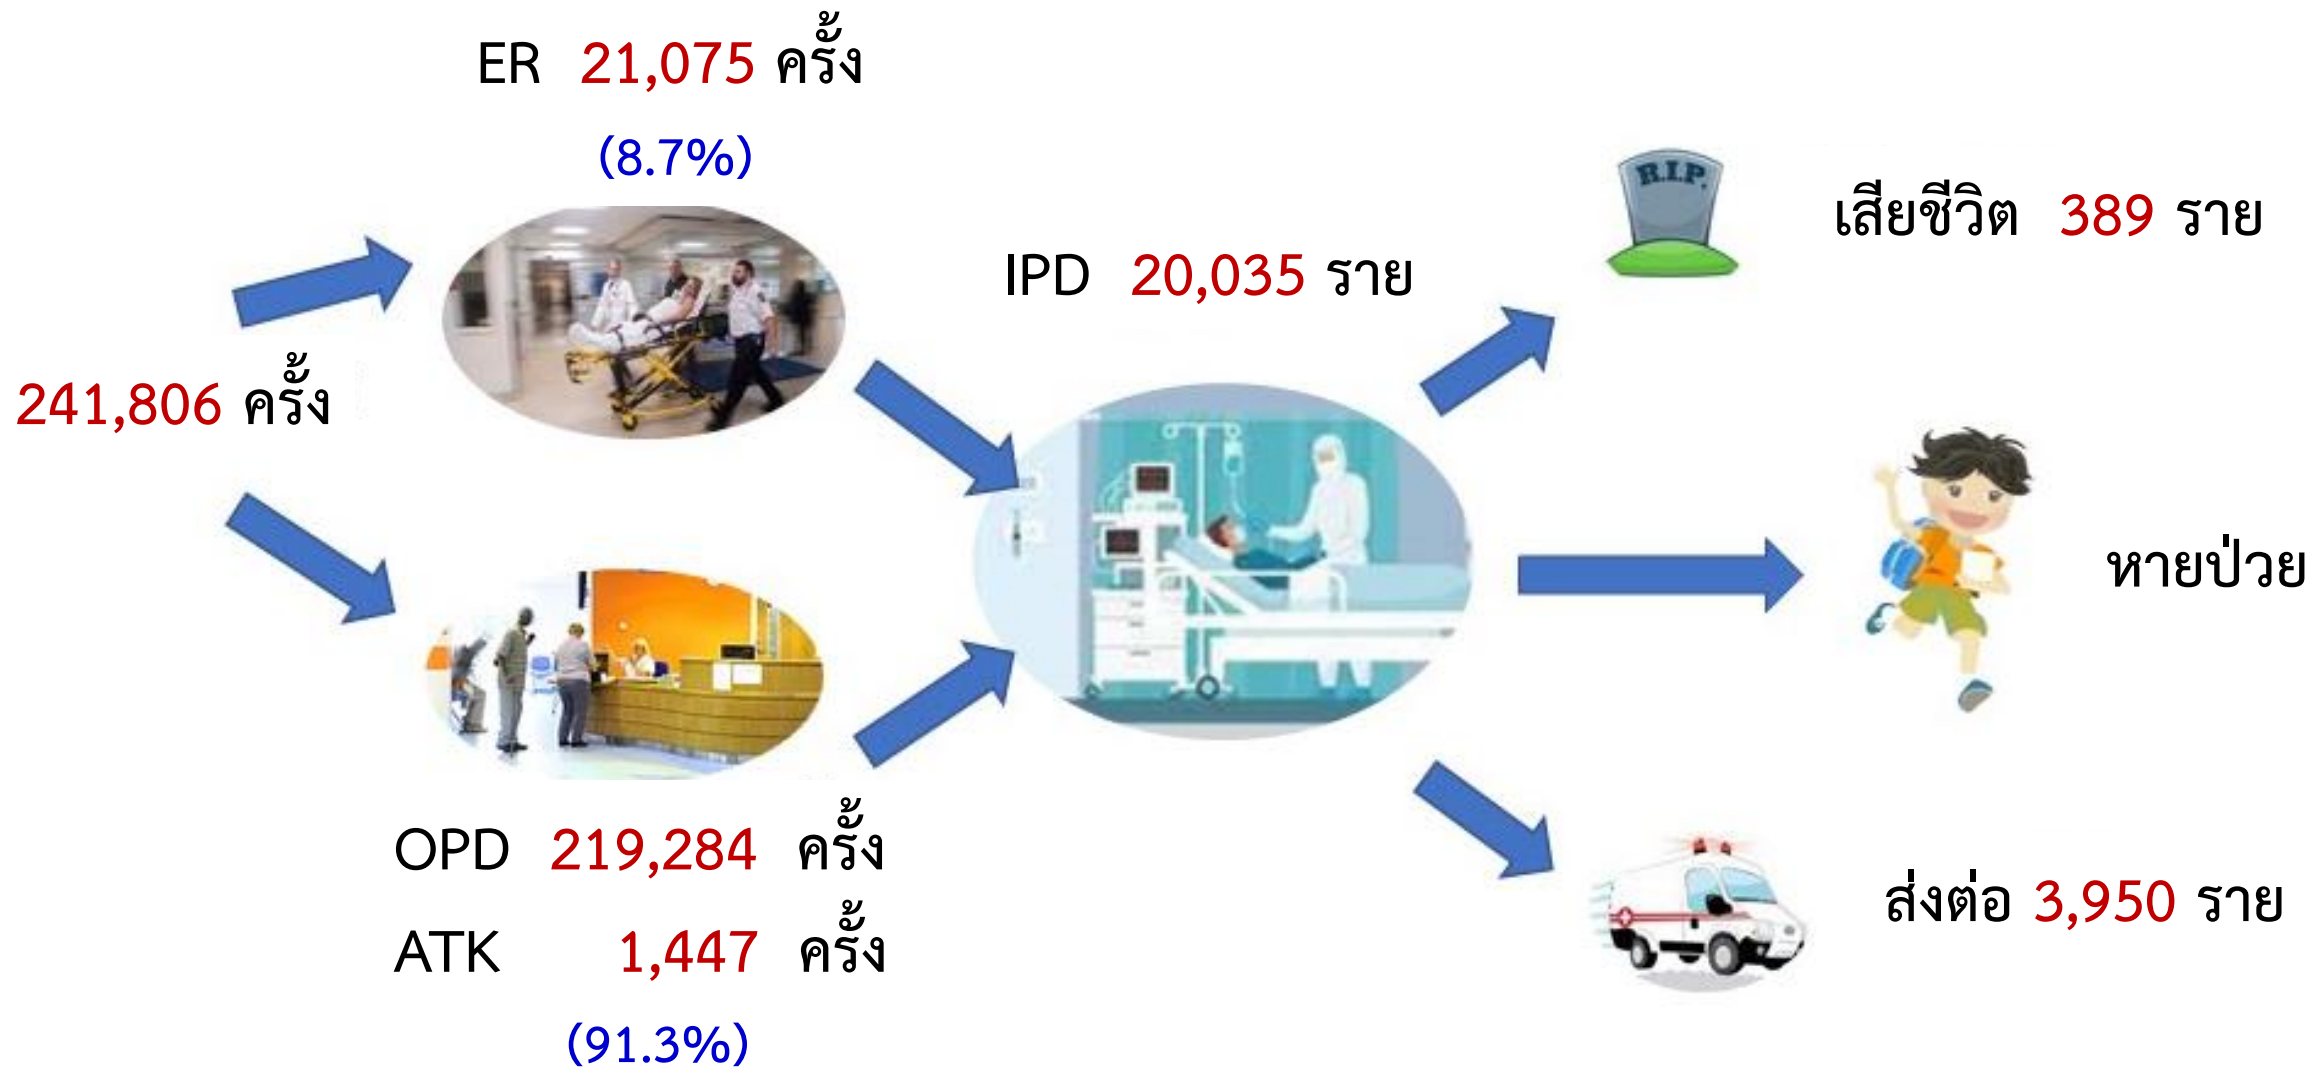 ER 21,075 ครั้ง
(8.7%)
241,806 ครั้ง
OPD 219,284 ครั้ง
ATK 1,447 ครั้ง
(91.3%)
IPD 20,035 ราย
R.I.P.
เสียชีวิต 389 ราย
หายป่วย
ส่งต่อ 3,950 ราย